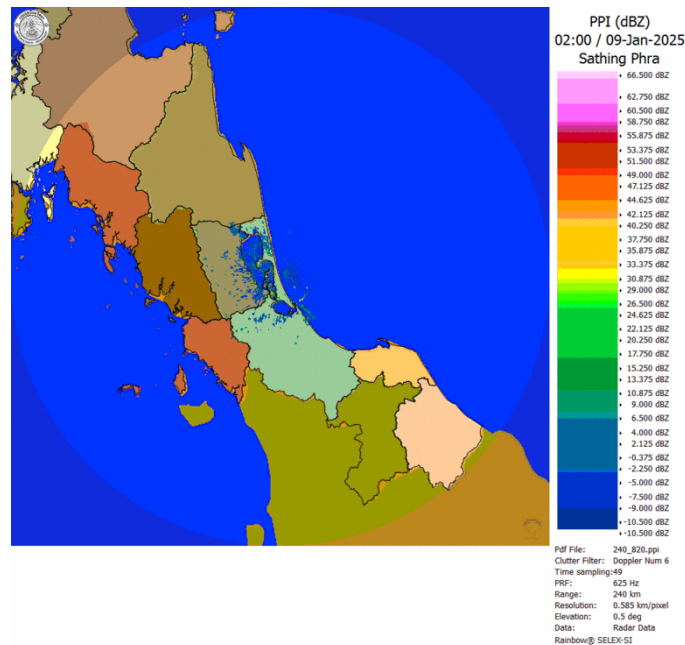 PPI (dBZ)
02:00 / 09-Jan-2025
Sathing Phra
66.500 dBZ
62.750 dBZ
60.500 dBZ
58.750 dBZ
55.875 dBZ
53.375 dBZ
51.500 dBZ
49.000 dBZ
47.125 dBZ
44.625 dBZ
42.125 dBZ
40.250 dBZ
37.750 dBZ
35.875 dBZ
33.375 dBZ
30.875 dBZ
29.000 dBZ
26.500 dBZ
24.625 dBZ
22.125 dBZ
20.250 dBZ
17.750 dBZ
15.250 dBZ
13.375 dBZ
10.875 dBZ
9.000 dBZ
6.500 dBZ
4.000 dBZ
2.125 dBZ
-0.375 dBZ
-2.250 dBZ
-5.000 dBZ
-7.500 dBZ
-9.000 dBZ
-10.500 dBZ
-10.500 dBZ
Pdf File: 240_820.ppi
Clutter Filter: Doppler Num 6
Time sampling:49
PRF: 625 Hz
Range: 240 km
Resolution: 0.585 km/pixel
Elevation: 0.5 deg
Data: Radar Data
Rainbow® SELEX-SI